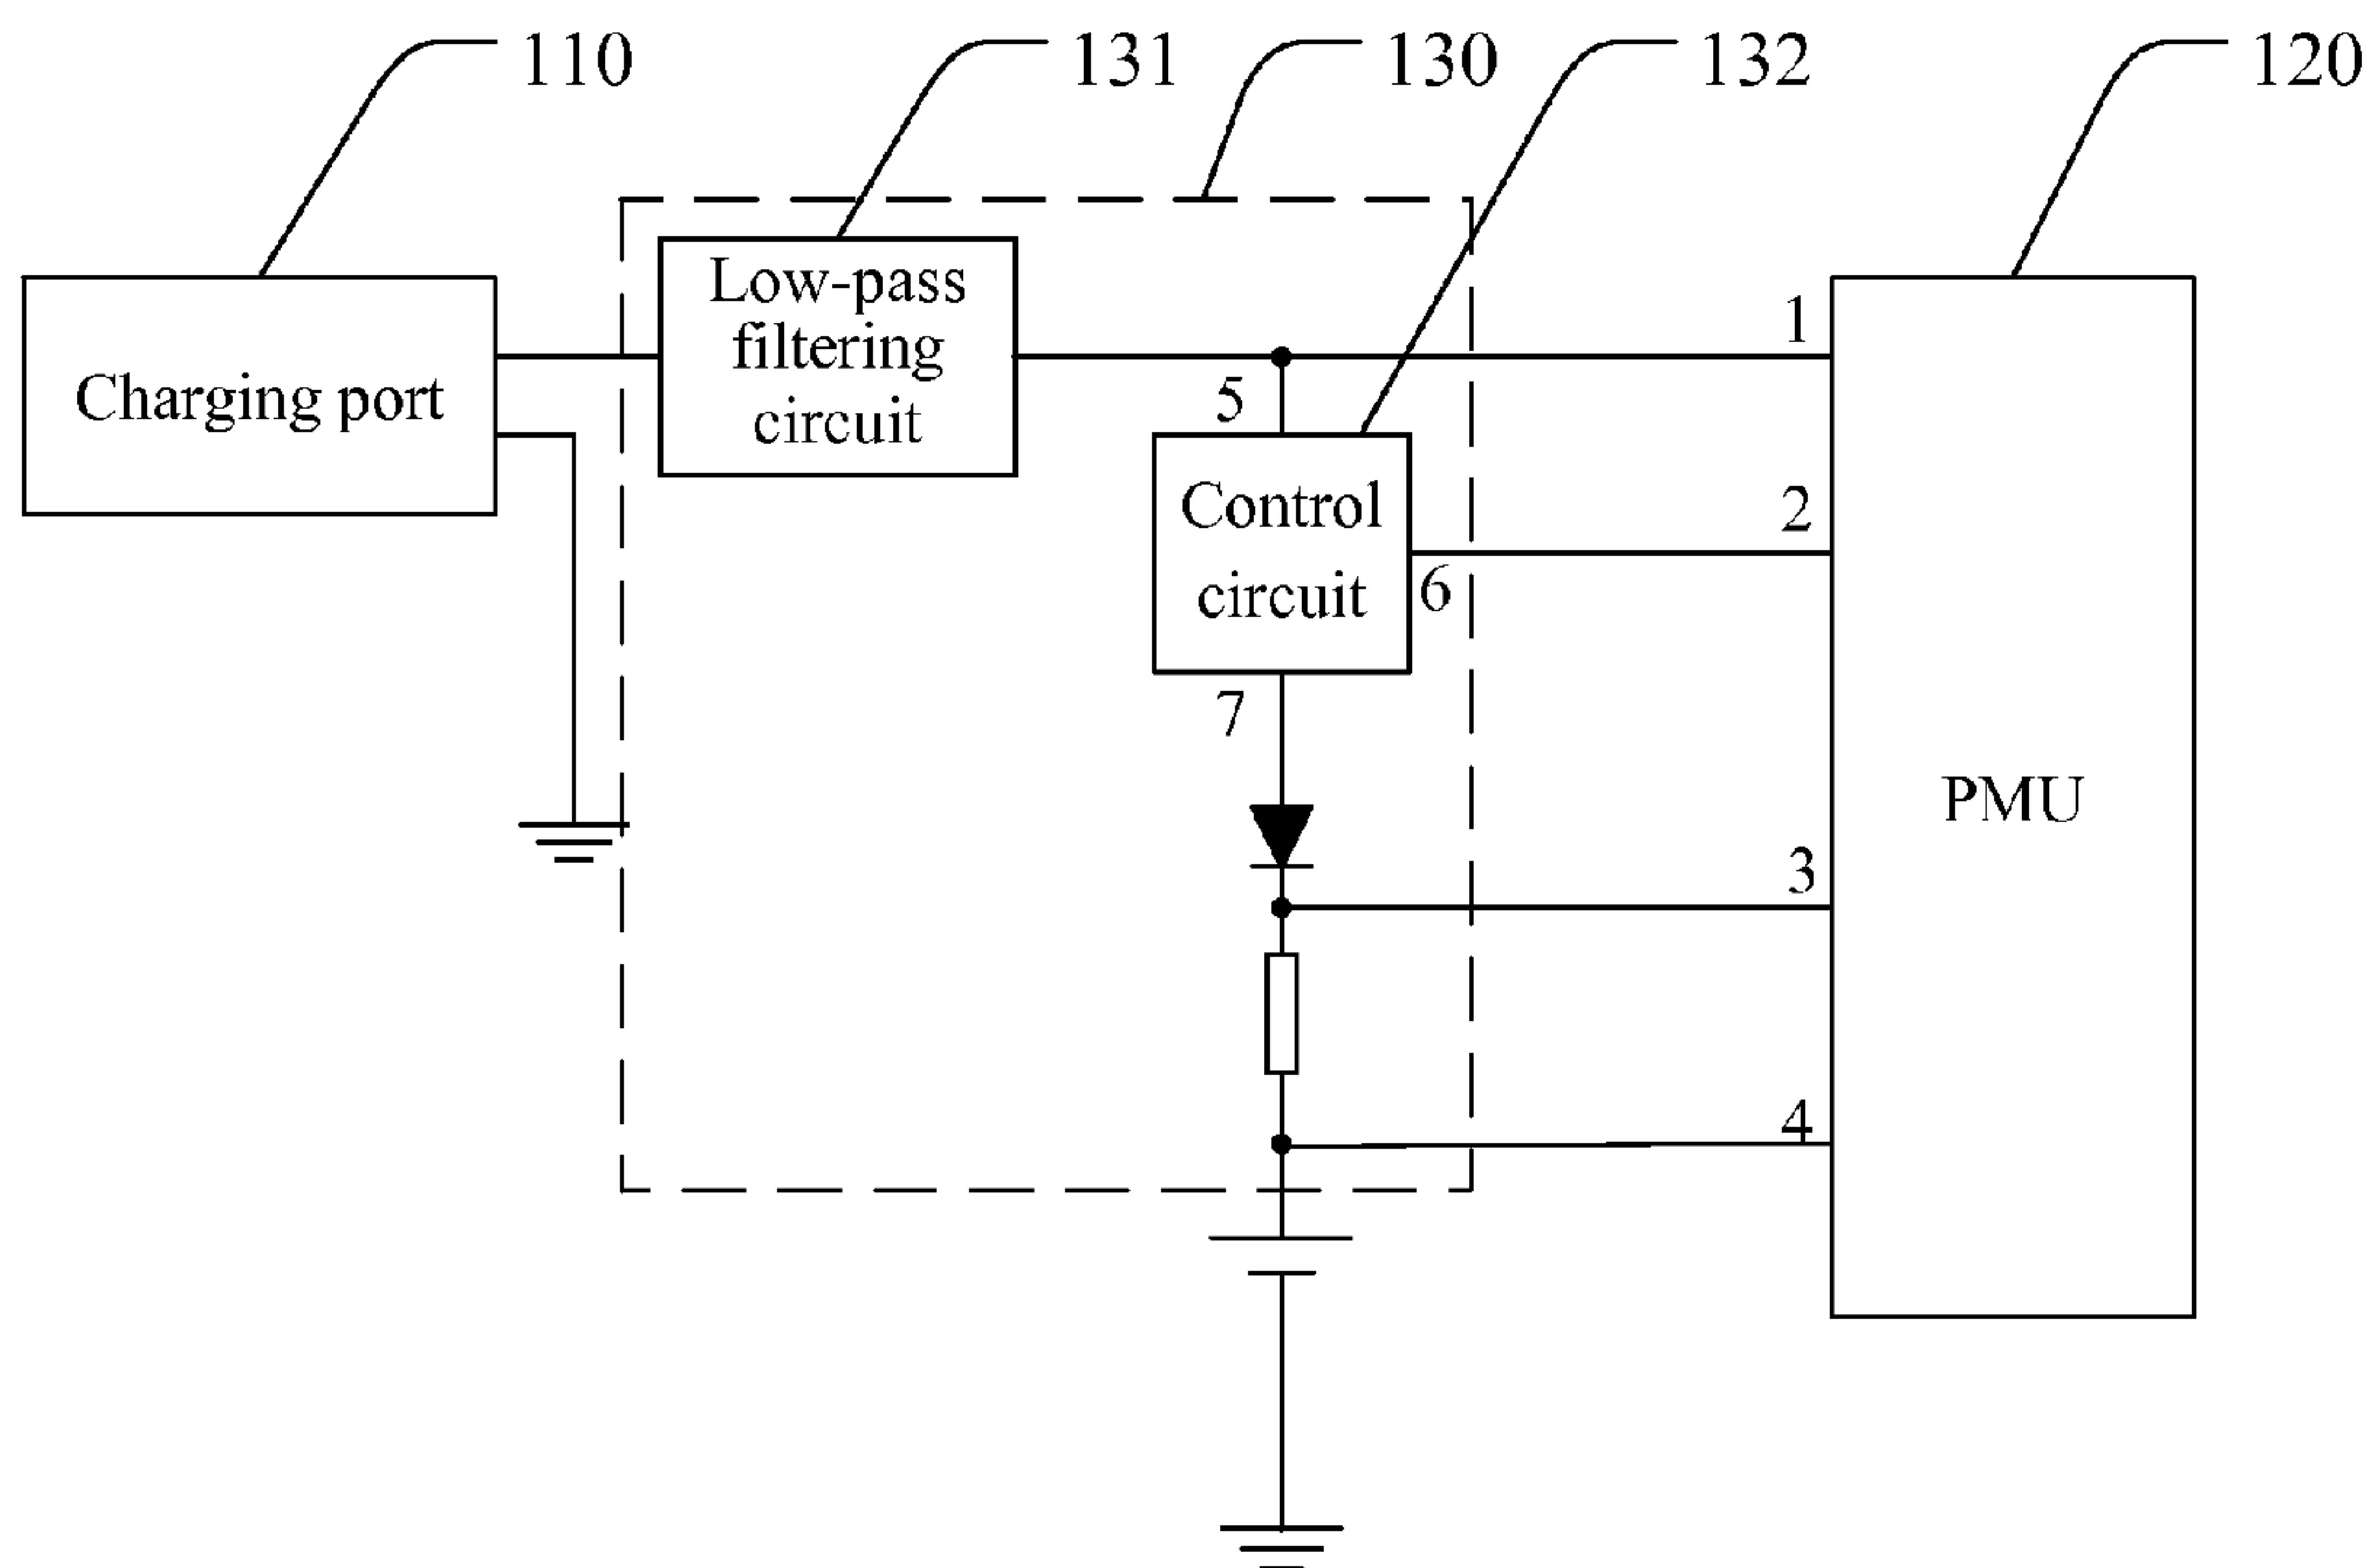 110
131
130
132
120
Low-pass
filtering
circuit
Charging port
1
5
2
Control
circuit
6
7
PMU
3
4